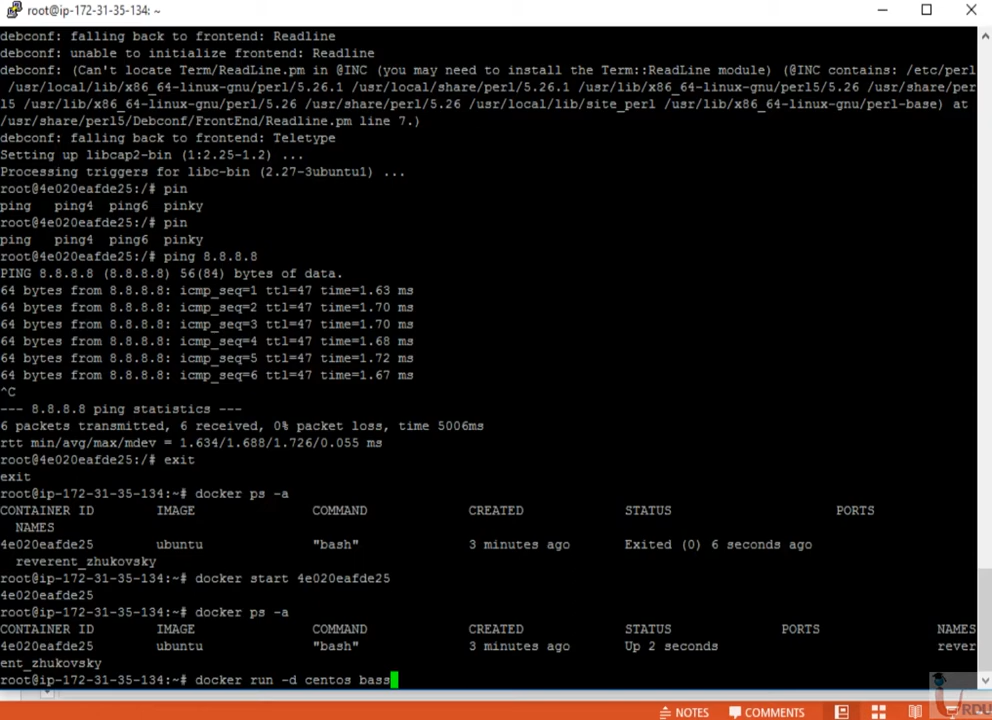 root@ip-172-31-35-134: ~
debconf: falling back to frontend: Readline
debconf: unable to initialize frontend: Readline
debconf: (Can't locate Term/ReadLine.pm in @INC (you may need to install the Term::ReadLine module) (@INC contains: /etc/perl
/usr/local/lib/x86_64-linux-gnu/perl/5.26.1 /usr/local/share/perl/5.26.1 /usr/lib/x86_64-linux-gnu/perl5/5.26 /usr/share/per
l5 /usr/lib/x86_64-linux-gnu/perl/5.26 /usr/share/perl/5.26 /usr/local/lib/site_perl /usr/lib/x86_64-linux-gnu/perl-base) at
/usr/share/perl5/Debconf/FrontEnd/Readline.pm line 7.)
debconf: falling back to frontend: Teletype
Setting up libcap2-bin (1:2.25-1.2) ...
Processing triggers for libc-bin (2.27-3ubuntu1) ...
root@4e020eafde25:/# pin
ping   ping4  ping6  pinky
root@4e020eafde25:/# pin
ping   ping4  ping6  pinky
root@4e020eafde25:/# ping 8.8.8.8
PING 8.8.8.8 (8.8.8.8) 56(84) bytes of data.
64 bytes from 8.8.8.8: icmp_seq=1 ttl=47 time=1.63 ms
64 bytes from 8.8.8.8: icmp_seq=2 ttl=47 time=1.70 ms
64 bytes from 8.8.8.8: icmp_seq=3 ttl=47 time=1.70 ms
64 bytes from 8.8.8.8: icmp_seq=4 ttl=47 time=1.68 ms
64 bytes from 8.8.8.8: icmp_seq=5 ttl=47 time=1.72 ms
64 bytes from 8.8.8.8: icmp_seq=6 ttl=47 time=1.67 ms
^C
--- 8.8.8.8 ping statistics ---
6 packets transmitted, 6 received, 0% packet loss, time 5006ms
rtt min/avg/max/mdev = 1.634/1.688/1.726/0.055 ms
root@4e020eafde25:/# exit
exit
root@ip-172-31-35-134:~# docker ps -a
CONTAINER ID        IMAGE               COMMAND             CREATED             STATUS                     PORTS
NAMES
4e020eafde25        ubuntu              "bash"              3 minutes ago       Exited (0) 6 seconds ago
reverent_zhukovsky
root@ip-172-31-35-134:~# docker start 4e020eafde25
4e020eafde25
root@ip-172-31-35-134:~# docker ps -a
CONTAINER ID        IMAGE               COMMAND             CREATED             STATUS              PORTS               NAMES
4e020eafde25        ubuntu              "bash"              3 minutes ago       Up 2 seconds                            rever
ent_zhukovsky
root@ip-172-31-35-134:~# docker run -d centos bass
NOTES COMMENTS